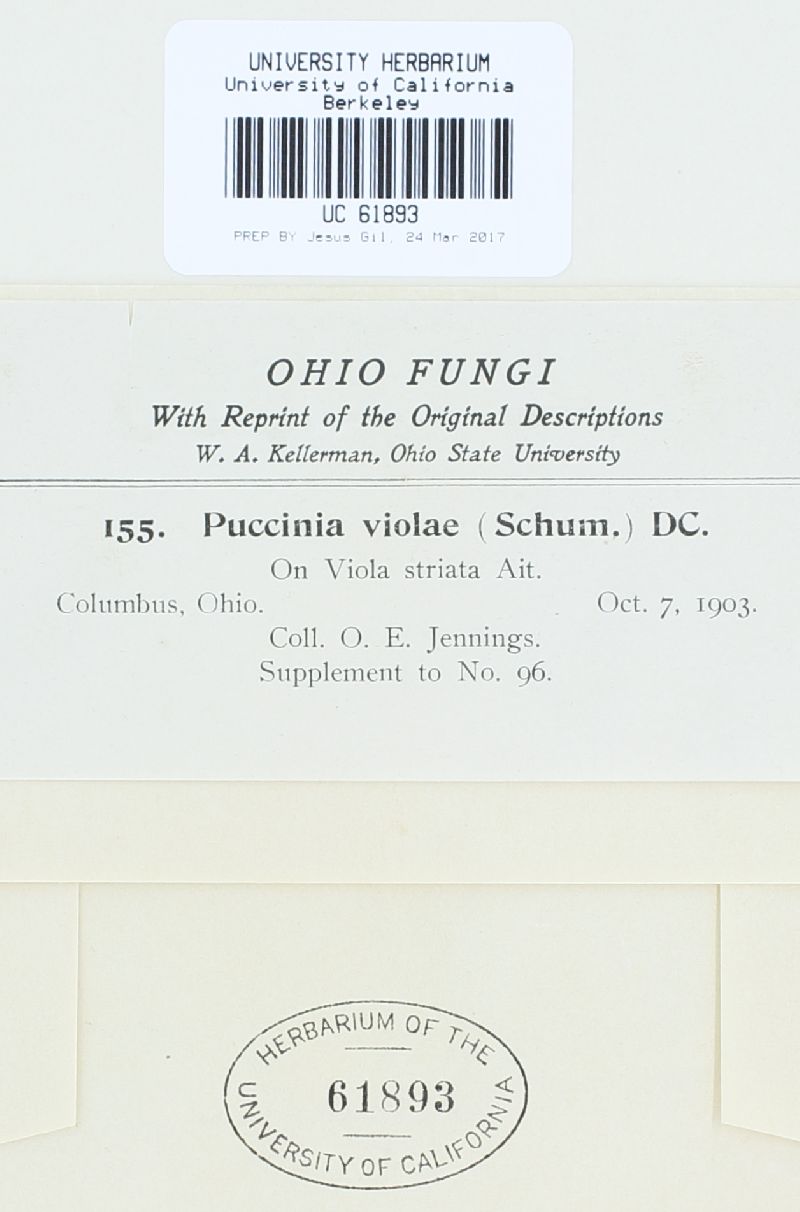 UNIVERSITY HERBARIUM
University of California
Berkeley
UC 61893
PREP BY Jesus Gil, 24 Mar 2017
OHIO FUNGI
With Reprint of the Original Descriptions
W. A. Kellerman, Ohio State University
155. Puccinia violae (Schum.) DC.
On Viola striata Ait.
Columbus, Ohio. Oct. 7, 1903.
Coll. O. E. Jennings.
Supplement to No. 96.
HERBARIUM OF THE
61893
UNIVERSITY OF CALIFORNIA